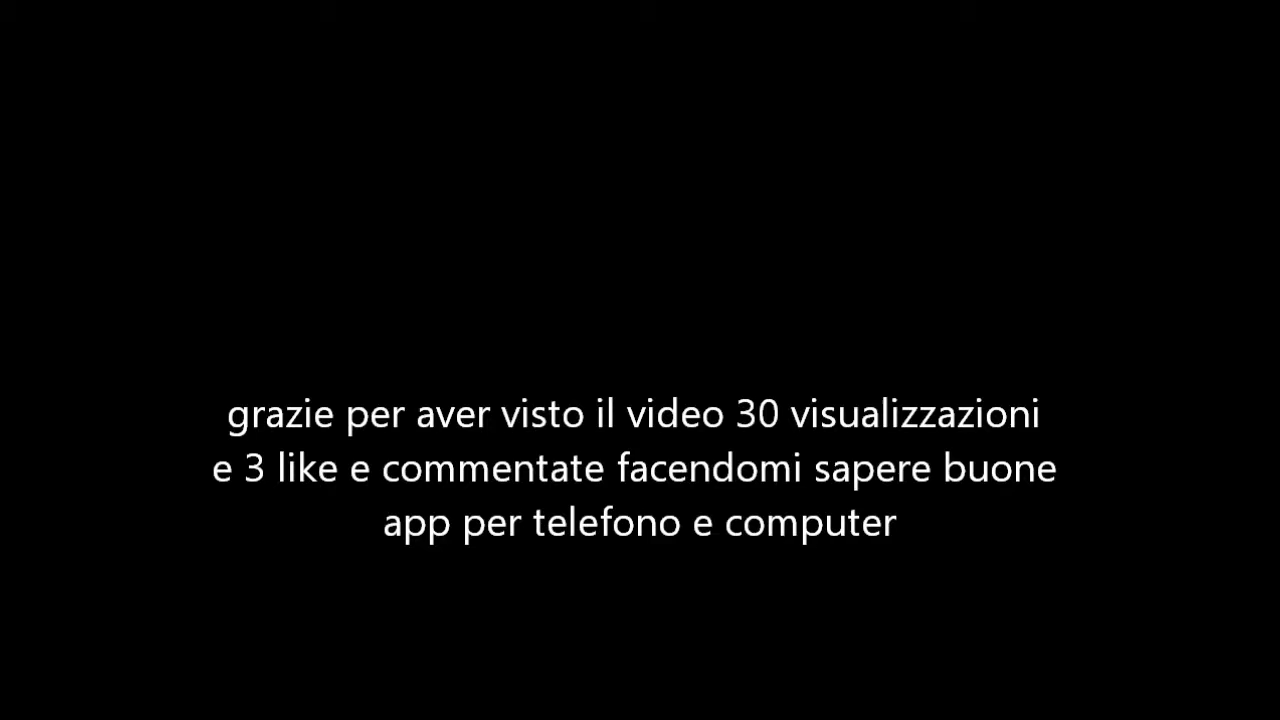 grazie per aver visto il video 30 visualizzazioni
e 3 like e commentate facendomi sapere buone
app per telefono e computer